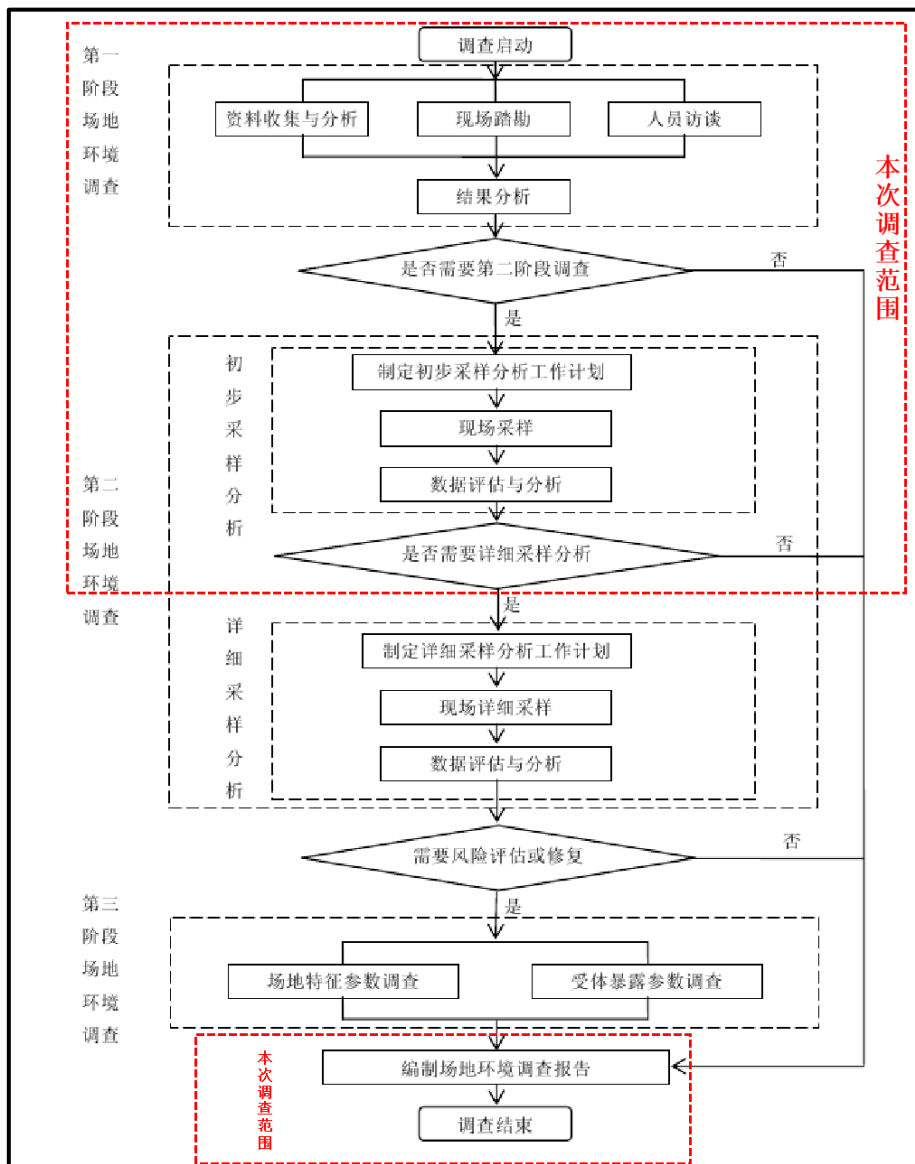 调查启动
第一阶段场地环境调查
资料收集与分析
现场踏勘
人员访谈
结果分析
本次调查范围
是否需要第二阶段调查
否
是
初步采样分析
制定初步采样分析工作计划
现场采样
数据评估与分析
第二阶段场地环境调查
是否需要详细采样分析
否
是
详细采样分析
制定详细采样分析工作计划
现场详细采样
数据评估与分析
需要风险评估或修复
否
是
第三阶段场地环境调查
场地特征参数调查
受体暴露参数调查
本次调查范围
编制场地环境调查报告
调查结束